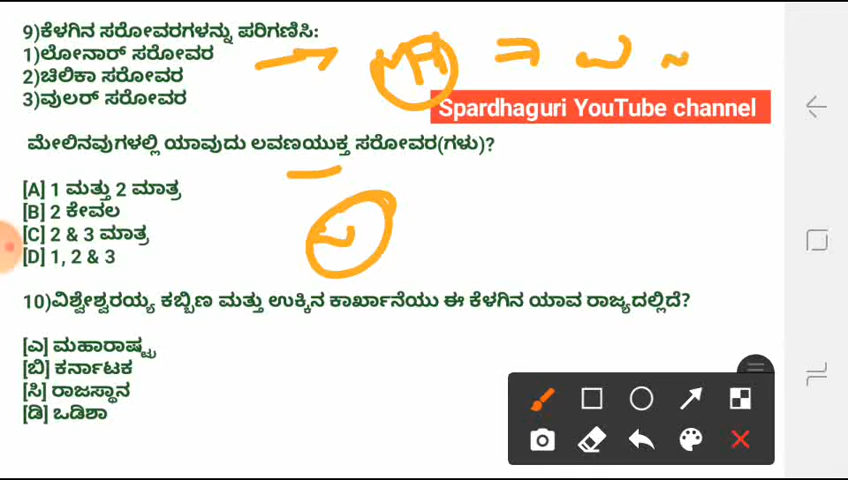 9)ಕೆಳಗಿನ ಸರೋವರಗಳನ್ನು ಪರಿಗಣಿಸಿ:
1)ಲೋನಾರ್ ಸರೋವರ
2)ಚಿಲಿಕಾ ಸರೋವರ
3)ವುಲರ್ ಸರೋವರ
Spardhaguri YouTube channel
ಮೇಲಿನವುಗಳಲ್ಲಿ ಯಾವುದು ಲವಣಯುಕ್ತ ಸರೋವರ(ಗಳು)?
[A] 1 ಮತ್ತು 2 ಮಾತ್ರ
[B] 2 ಕೇವಲ
[C] 2 & 3 ಮಾತ್ರ
[D] 1, 2 & 3
10)ವಿಶ್ವೇಶ್ವರಯ್ಯ ಕಬ್ಬಿಣ ಮತ್ತು ಉಕ್ಕಿನ ಕಾರ್ಖಾನೆಯು ಈ ಕೆಳಗಿನ ಯಾವ ರಾಜ್ಯದಲ್ಲಿದೆ?
[ಎ] ಮಹಾರಾಷ್ಟ್ರ
[ಬಿ] ಕರ್ನಾಟಕ
[ಸಿ] ರಾಜಸ್ಥಾನ
[ಡಿ] ಒಡಿಶಾ